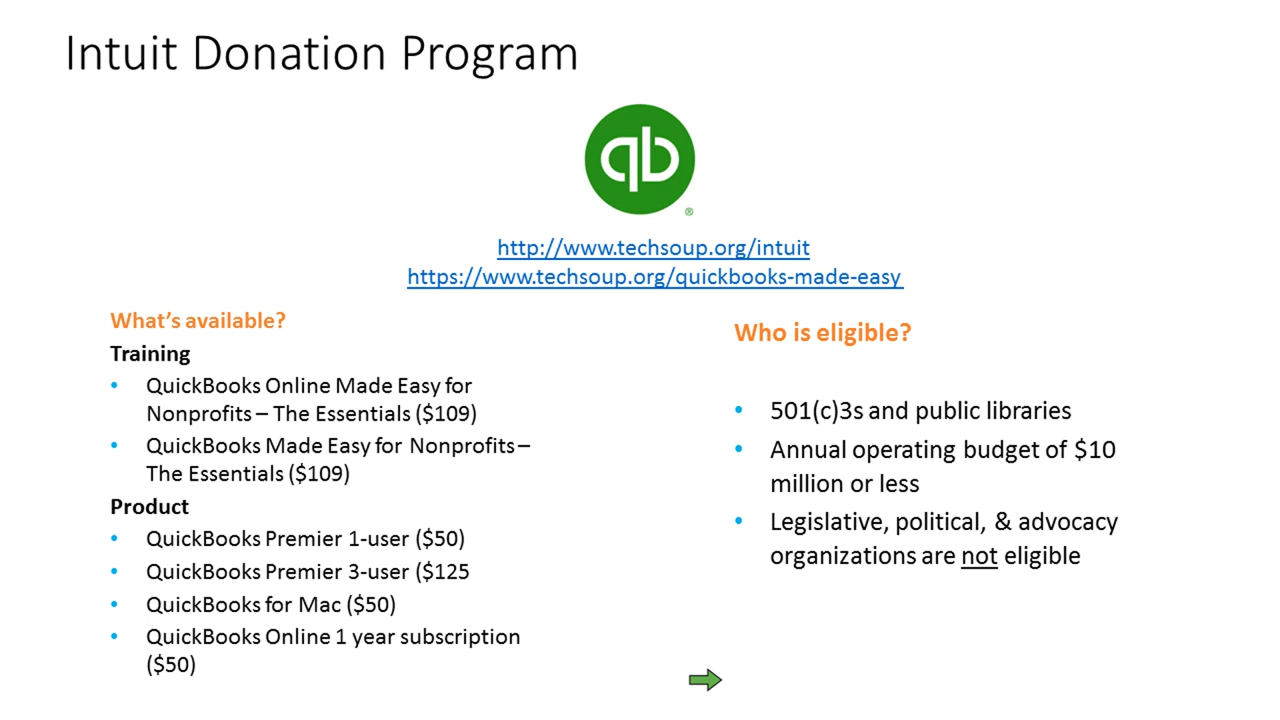 Intuit Donation Program
qb
®
http://www.techsoup.org/intuit
https://www.techsoup.org/quickbooks-made-easy
What's available?
Training
• QuickBooks Online Made Easy for
Nonprofits – The Essentials ($109)
• QuickBooks Made Easy for Nonprofits –
The Essentials ($109)
Product
• QuickBooks Premier 1-user ($50)
• QuickBooks Premier 3-user ($125
• QuickBooks for Mac ($50)
• QuickBooks Online 1 year subscription
($50)
Who is eligible?
• 501(c)3s and public libraries
• Annual operating budget of $10
million or less
• Legislative, political, & advocacy
organizations are not eligible